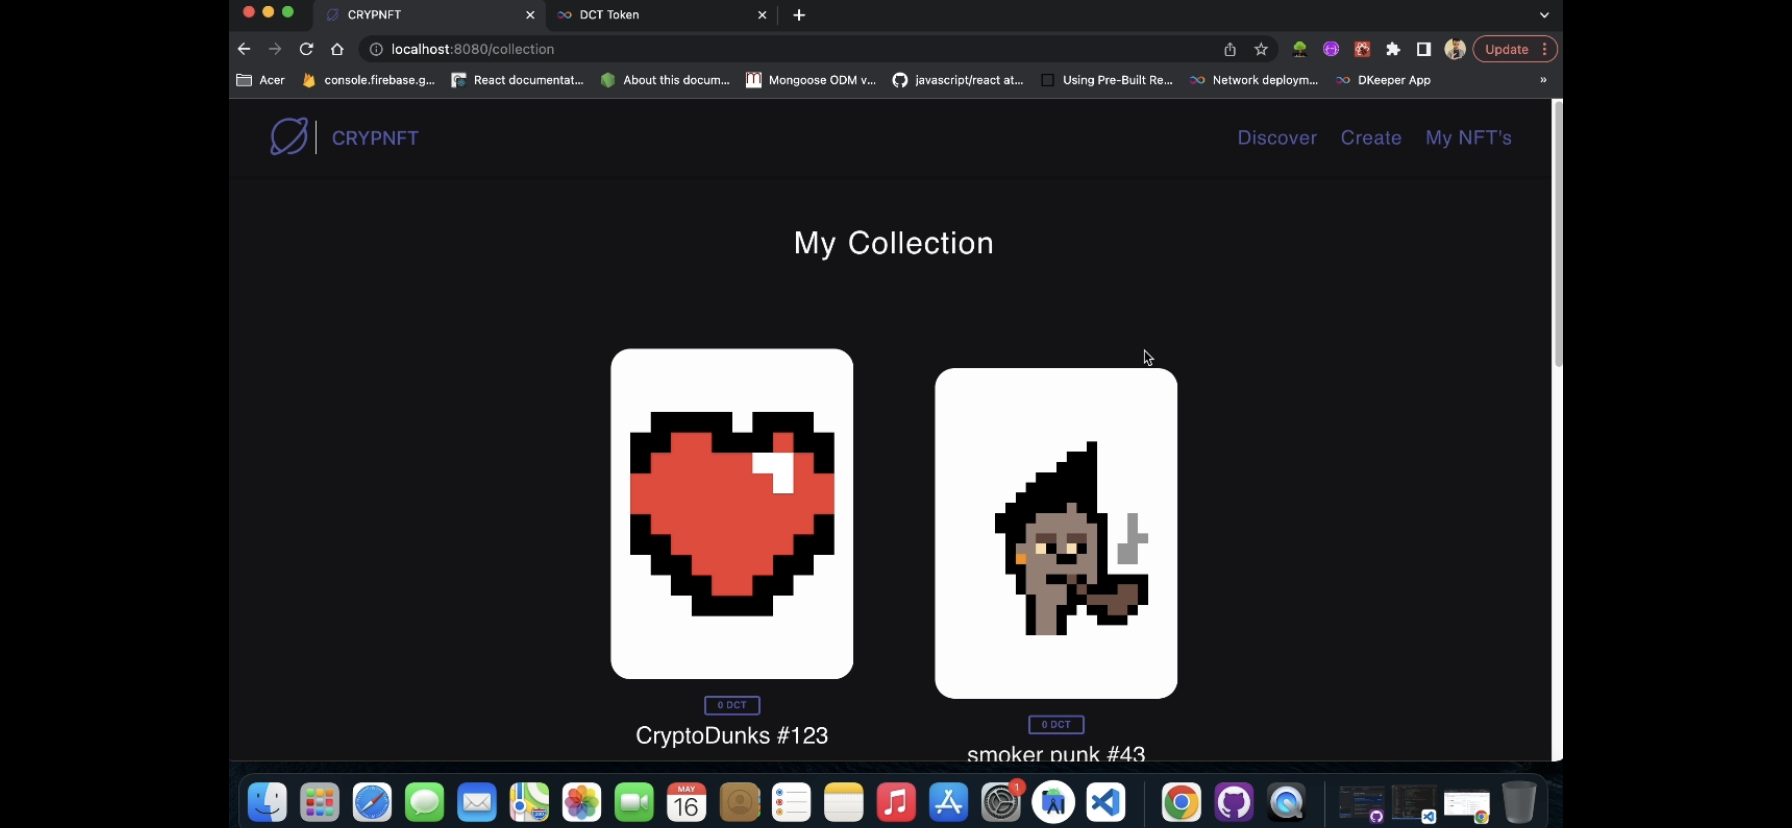 CRYPNFT
DCT Token
localhost:8080/collection
Update
Acer
console.firebase.g...
React documentat...
About this docum...
Mongoose ODM v...
javascript/react at...
Using Pre-Built Re...
Network deploym...
DKeeper App
»
CRYPNFT
Discover
Create
My NFT's
My Collection
0 DCT
CryptoDunks #123
0 DCT
smoker punk #43
MAY
16
1